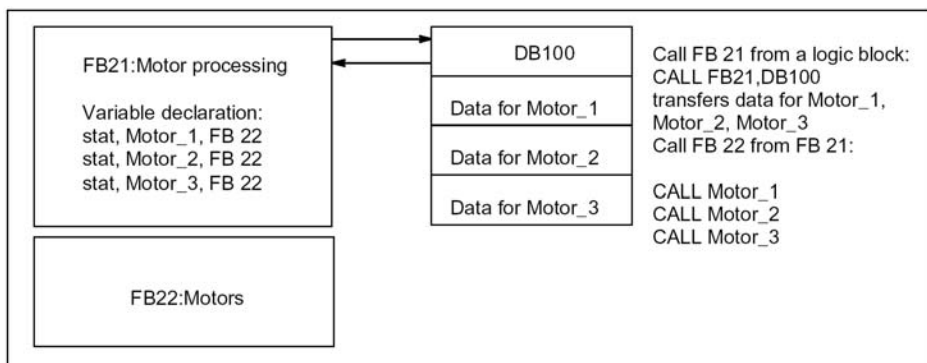 FB21:Motor processing
Variable declaration:
stat, Motor_1, FB 22
stat, Motor_2, FB 22
stat, Motor_3, FB 22
FB22:Motors
DB100
Data for Motor_1
Data for Motor_2
Data for Motor_3
Call FB 21 from a logic block:
CALL FB21,DB100
transfers data for Motor_1,
Motor_2, Motor_3
Call FB 22 from FB 21:
CALL Motor_1
CALL Motor_2
CALL Motor_3